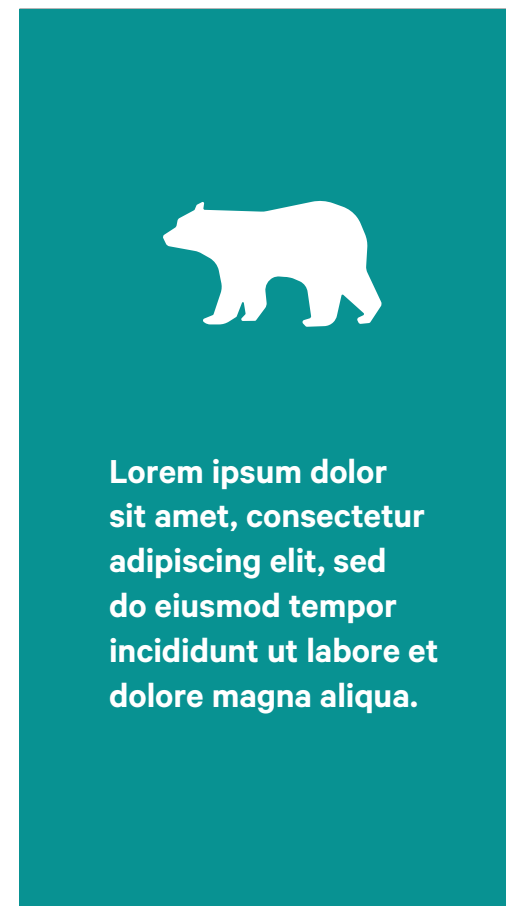 Lorem ipsum dolor
sit amet, consectetur
adipiscing elit, sed
do eiusmod tempor
incididunt ut labore et
dolore magna aliqua.